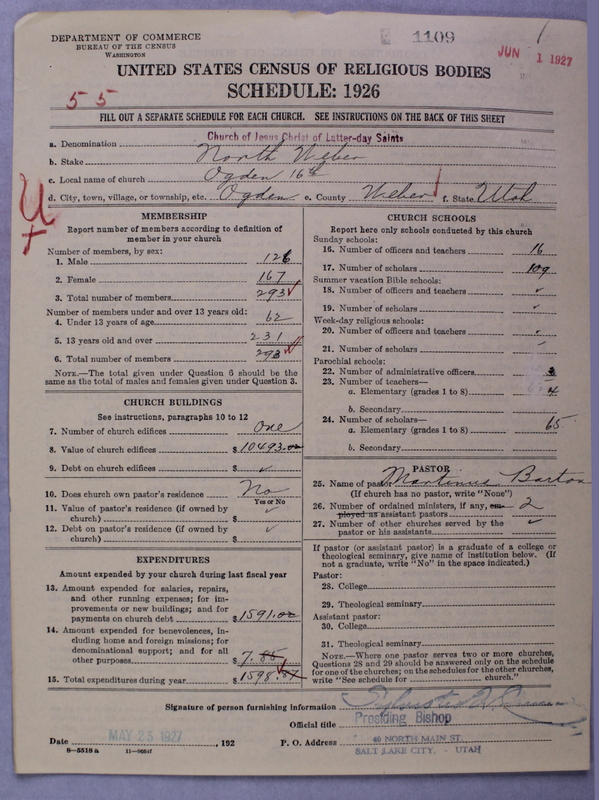 DEPARTMENT OF COMMERCE
BUREAU OF THE CENSUS
WASHINGTON
1109
JUN 1 1927
UNITED STATES CENSUS OF RELIGIOUS BODIES
SCHEDULE: 1926
5 5
FILL OUT A SEPARATE SCHEDULE FOR EACH CHURCH. SEE INSTRUCTIONS ON THE BACK OF THIS SHEET
a. Denomination Church of Jesus Christ of Latter-day Saints
b. Stake North Weber
c. Local name of church Ogden 16th
d. City, town, village, or township, etc. Ogden e. County Weber f. State Utah
MEMBERSHIP
Report number of members according to definition of
member in your church
Number of members, by sex:
1. Male 126
2. Female 167
3. Total number of members 293
Number of members under and over 13 years old:
4. Under 13 years of age 62
5. 13 years old and over 231
6. Total number of members 293
NOTE.—The total given under Question 6 should be the
same as the total of males and females given under Question 3.
CHURCH BUILDINGS
See instructions, paragraphs 10 to 12
7. Number of church edifices One
8. Value of church edifices $10493.00
9. Debt on church edifices $ ✓
10. Does church own pastor's residence No
Yes or No
11. Value of pastor's residence (if owned by
church) $ ✓
12. Debt on pastor's residence (if owned by
church) $ ✓
EXPENDITURES
Amount expended by your church during last fiscal year
13. Amount expended for salaries, repairs,
and other running expenses; for im-
provements or new buildings; and for
payments on church debt $1591.00
14. Amount expended for benevolences, in-
cluding home and foreign missions; for
denominational support; and for all
other purposes $7.85
15. Total expenditures during year $1598.
CHURCH SCHOOLS
Report here only schools conducted by this church
Sunday schools:
16. Number of officers and teachers 16
17. Number of scholars 109
Summer vacation Bible schools:
18. Number of officers and teachers ✓
19. Number of scholars ✓
Week-day religious schools:
20. Number of officers and teachers ✓
21. Number of scholars ✓
Parochial schools:
22. Number of administrative officers 3
23. Number of teachers—
a. Elementary (grades 1 to 8) 4
b. Secondary
24. Number of scholars—
a. Elementary (grades 1 to 8) 65
b. Secondary
PASTOR
25. Name of pastor Martinus Barton
(If church has no pastor, write "None")
26. Number of ordained ministers, if any, em-
ployed as assistant pastors 2
27. Number of other churches served by the
pastor or his assistants ✓
If pastor (or assistant pastor) is a graduate of a college or
theological seminary, give name of institution below. (If
not a graduate, write "No" in the space indicated.)
Pastor:
28. College
29. Theological seminary
Assistant pastor:
30. College
31. Theological seminary
NOTE.—Where one pastor serves two or more churches,
Questions 28 and 29 should be answered only on the schedule
for one of the churches; on the schedules for the other churches,
write "See schedule for church."
Signature of person furnishing information
Official title Presiding Bishop
Date MAY 25 1927, 192 P. O. Address 40 NORTH MAIN ST.
SALT LAKE CITY, - UTAH
8—5518 a